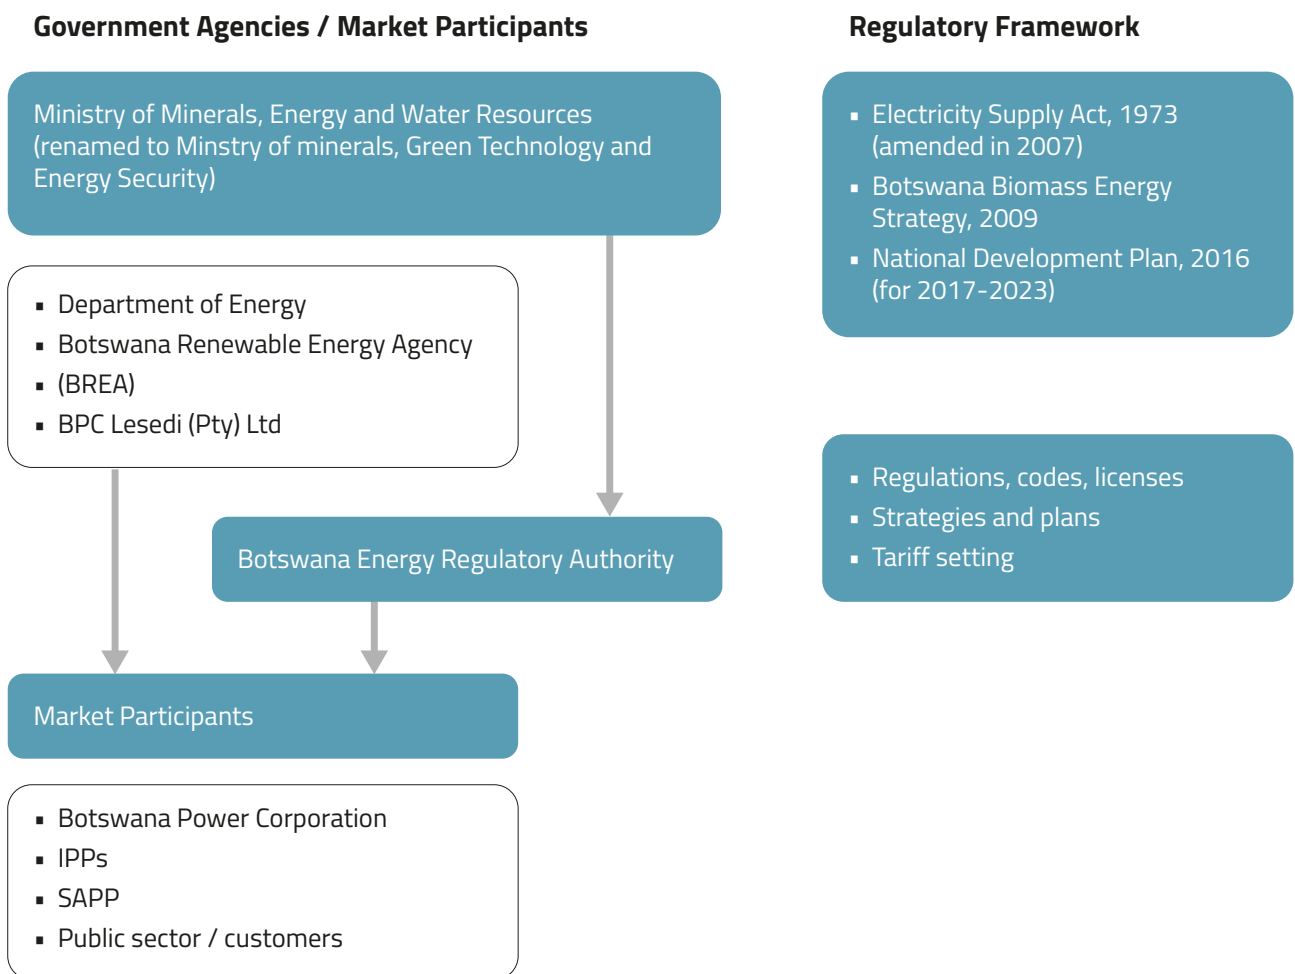 Government Agencies / Market Participants
Ministry of Minerals, Energy and Water Resources
(renamed to Minstry of minerals, Green Technology and
Energy Security)
▪ Department of Energy
▪ Botswana Renewable Energy Agency
▪ (BREA)
▪ BPC Lesedi (Pty) Ltd
Botswana Energy Regulatory Authority
Market Participants
▪ Botswana Power Corporation
▪ IPPs
▪ SAPP
▪ Public sector / customers
Regulatory Framework
▪ Electricity Supply Act, 1973
(amended in 2007)
▪ Botswana Biomass Energy
Strategy, 2009
▪ National Development Plan, 2016
(for 2017-2023)
▪ Regulations, codes, licenses
▪ Strategies and plans
▪ Tariff setting